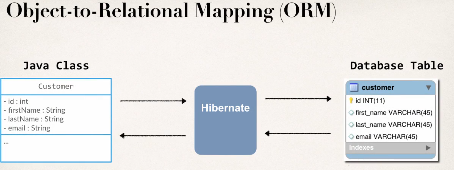 Object-to-Relational Mapping (ORM)
Java Class
Customer
- id : int
- firstName : String
- lastName : String
- email : String
...
Hibernate
Database Table
customer
id INT(11)
first_name VARCHAR(45)
last_name VARCHAR(45)
email VARCHAR(45)
Indexes